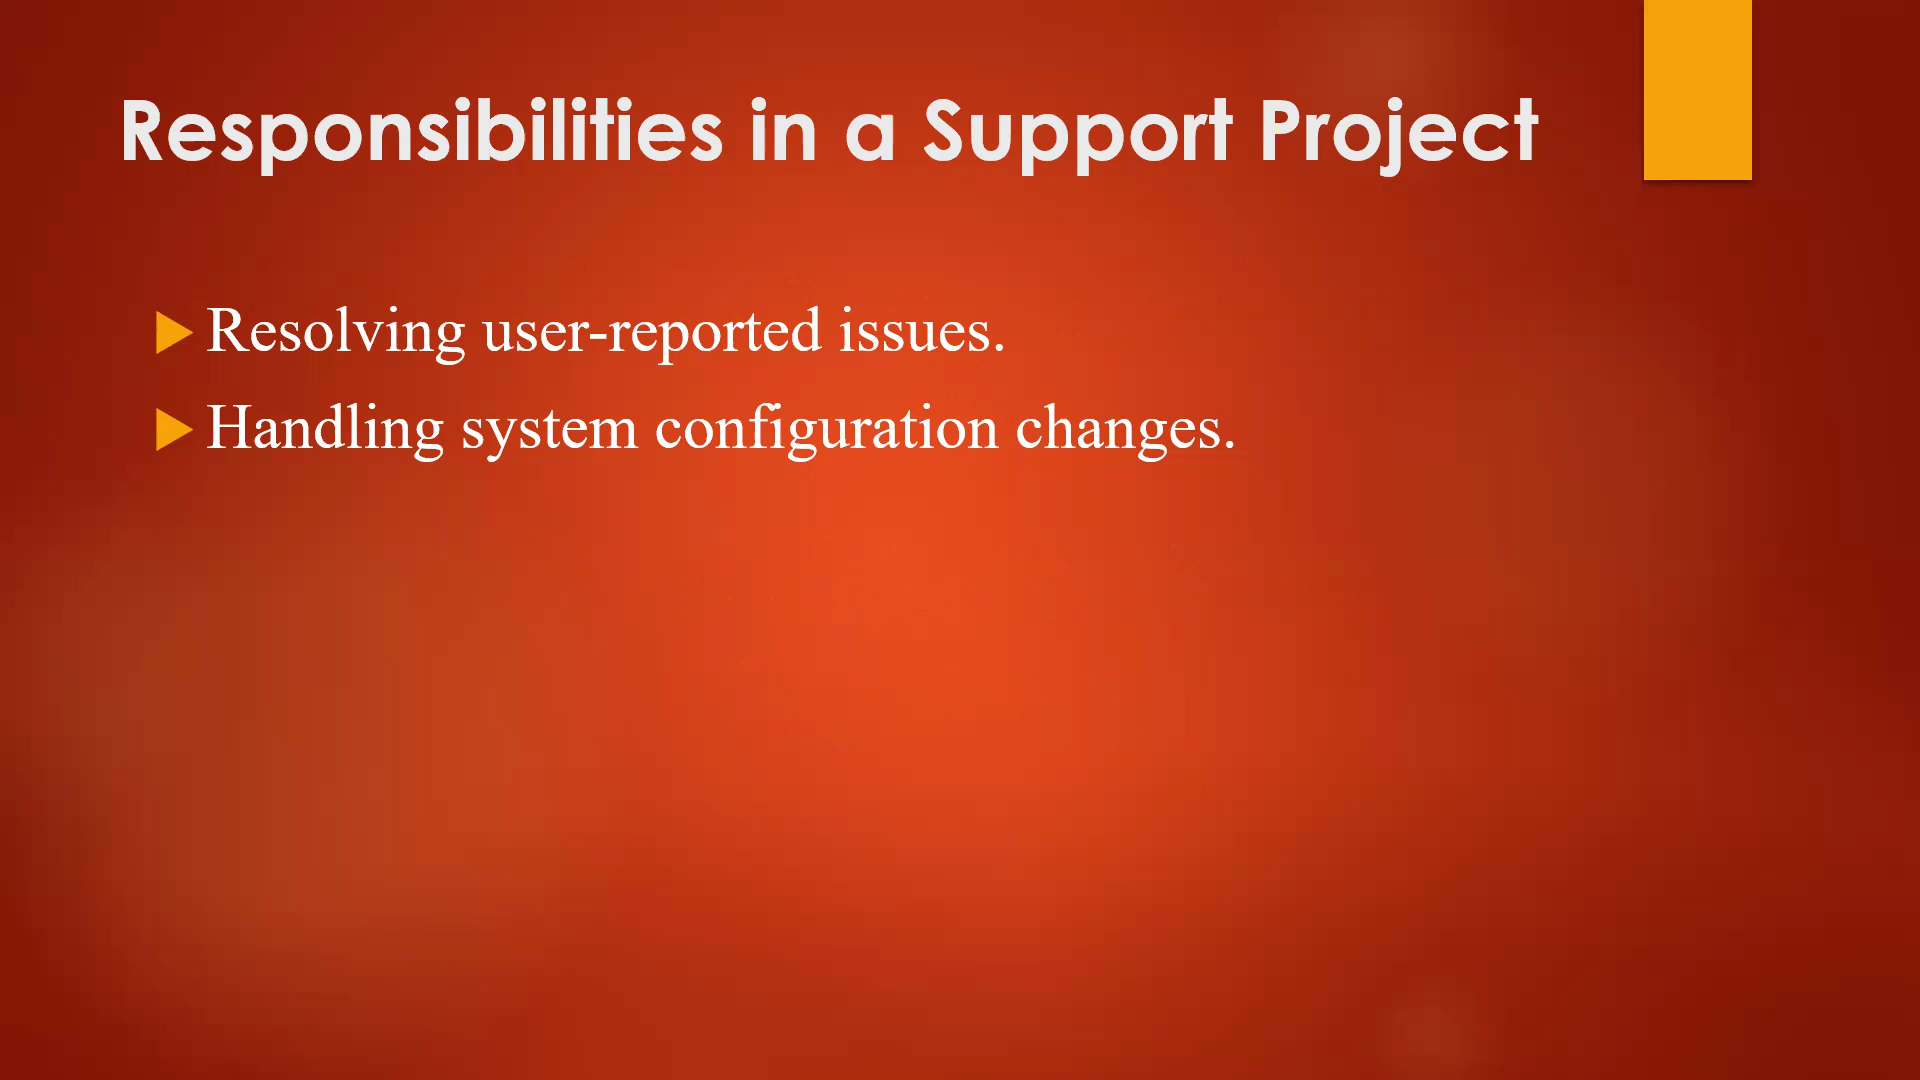 Responsibilities in a Support Project
Resolving user-reported issues.
Handling system configuration changes.